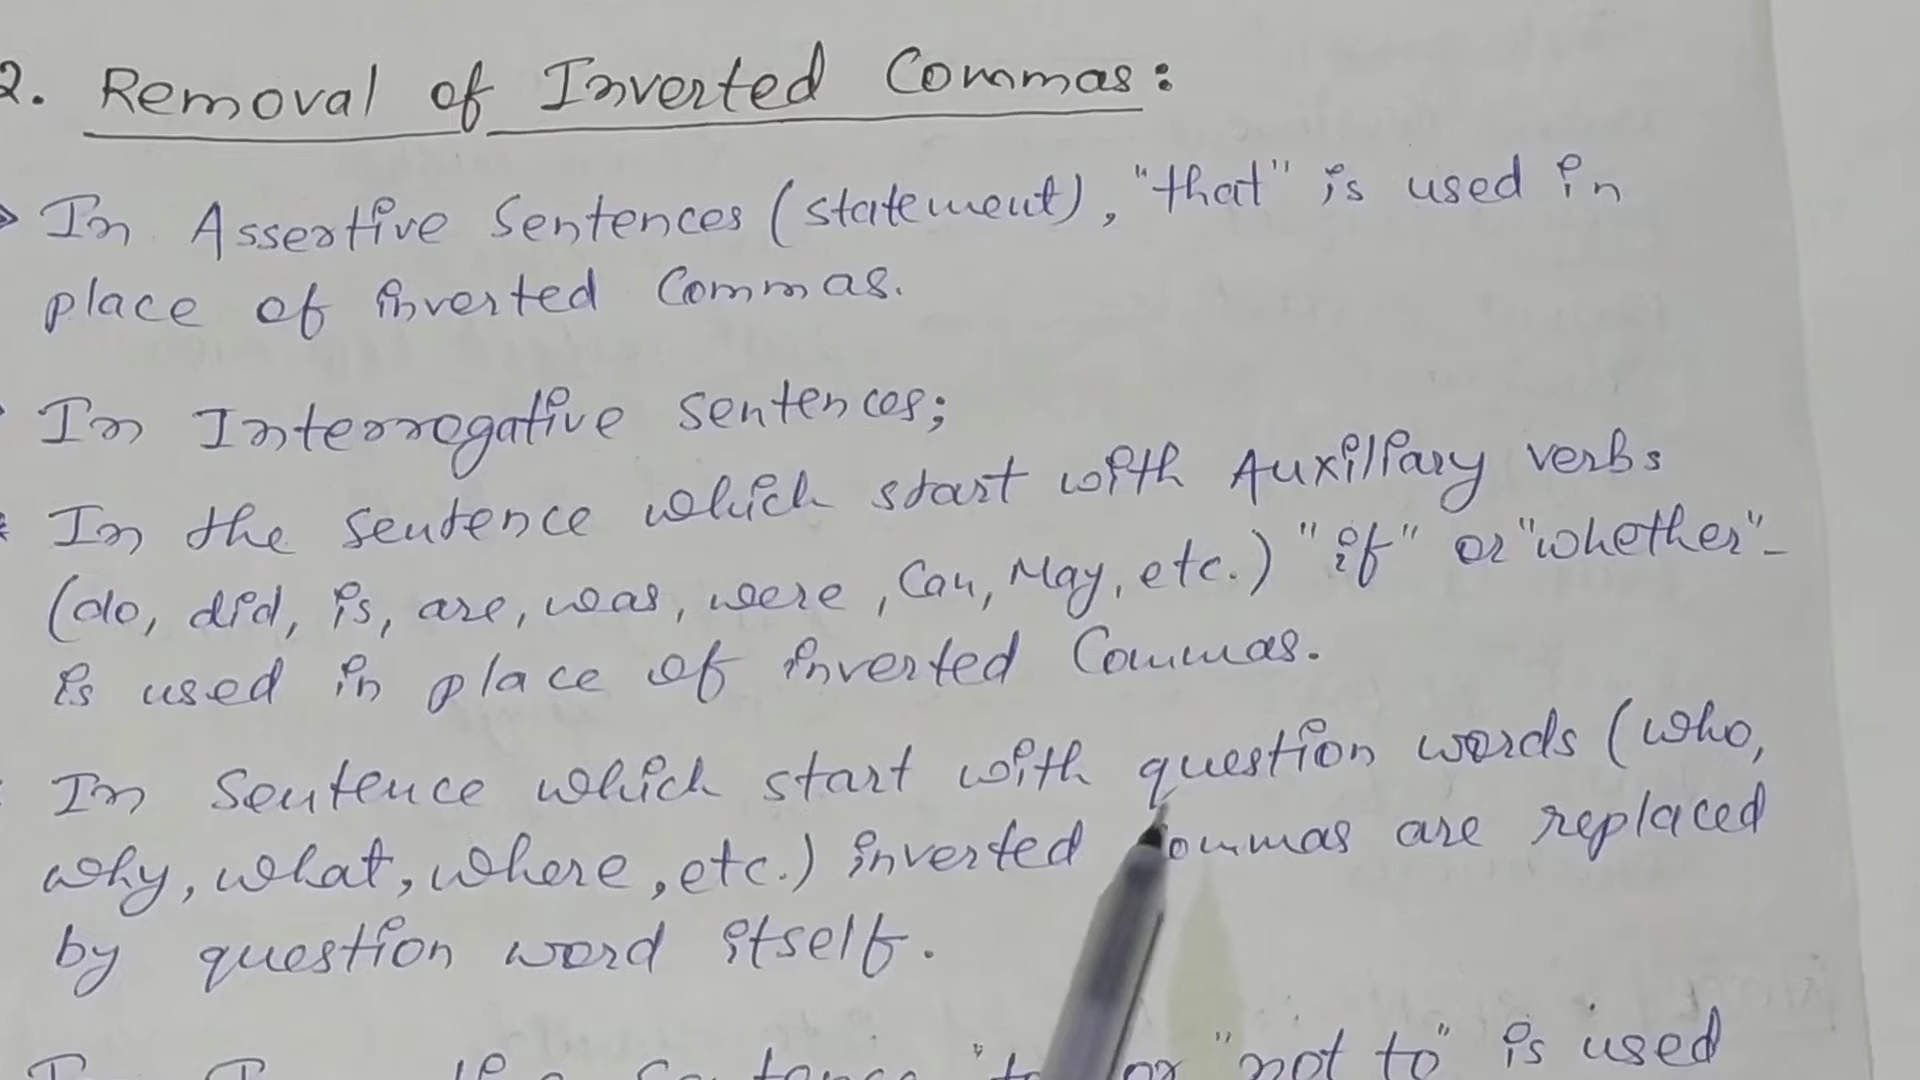 2. Removal of Inverted Commas:
In Assertive Sentences (statement), "that" is used in
place of inverted Commas.
In Interrogative sentences;
In the sentence which start with Auxilliary verbs
(do, did, is, are, was, were, Can, May, etc.) "if" or "whether"-
is used in place of inverted Commas.
In Sentence which start with question words (who,
why, what, where, etc.) inverted commas are replaced
by question word itself.
or "not to" is used